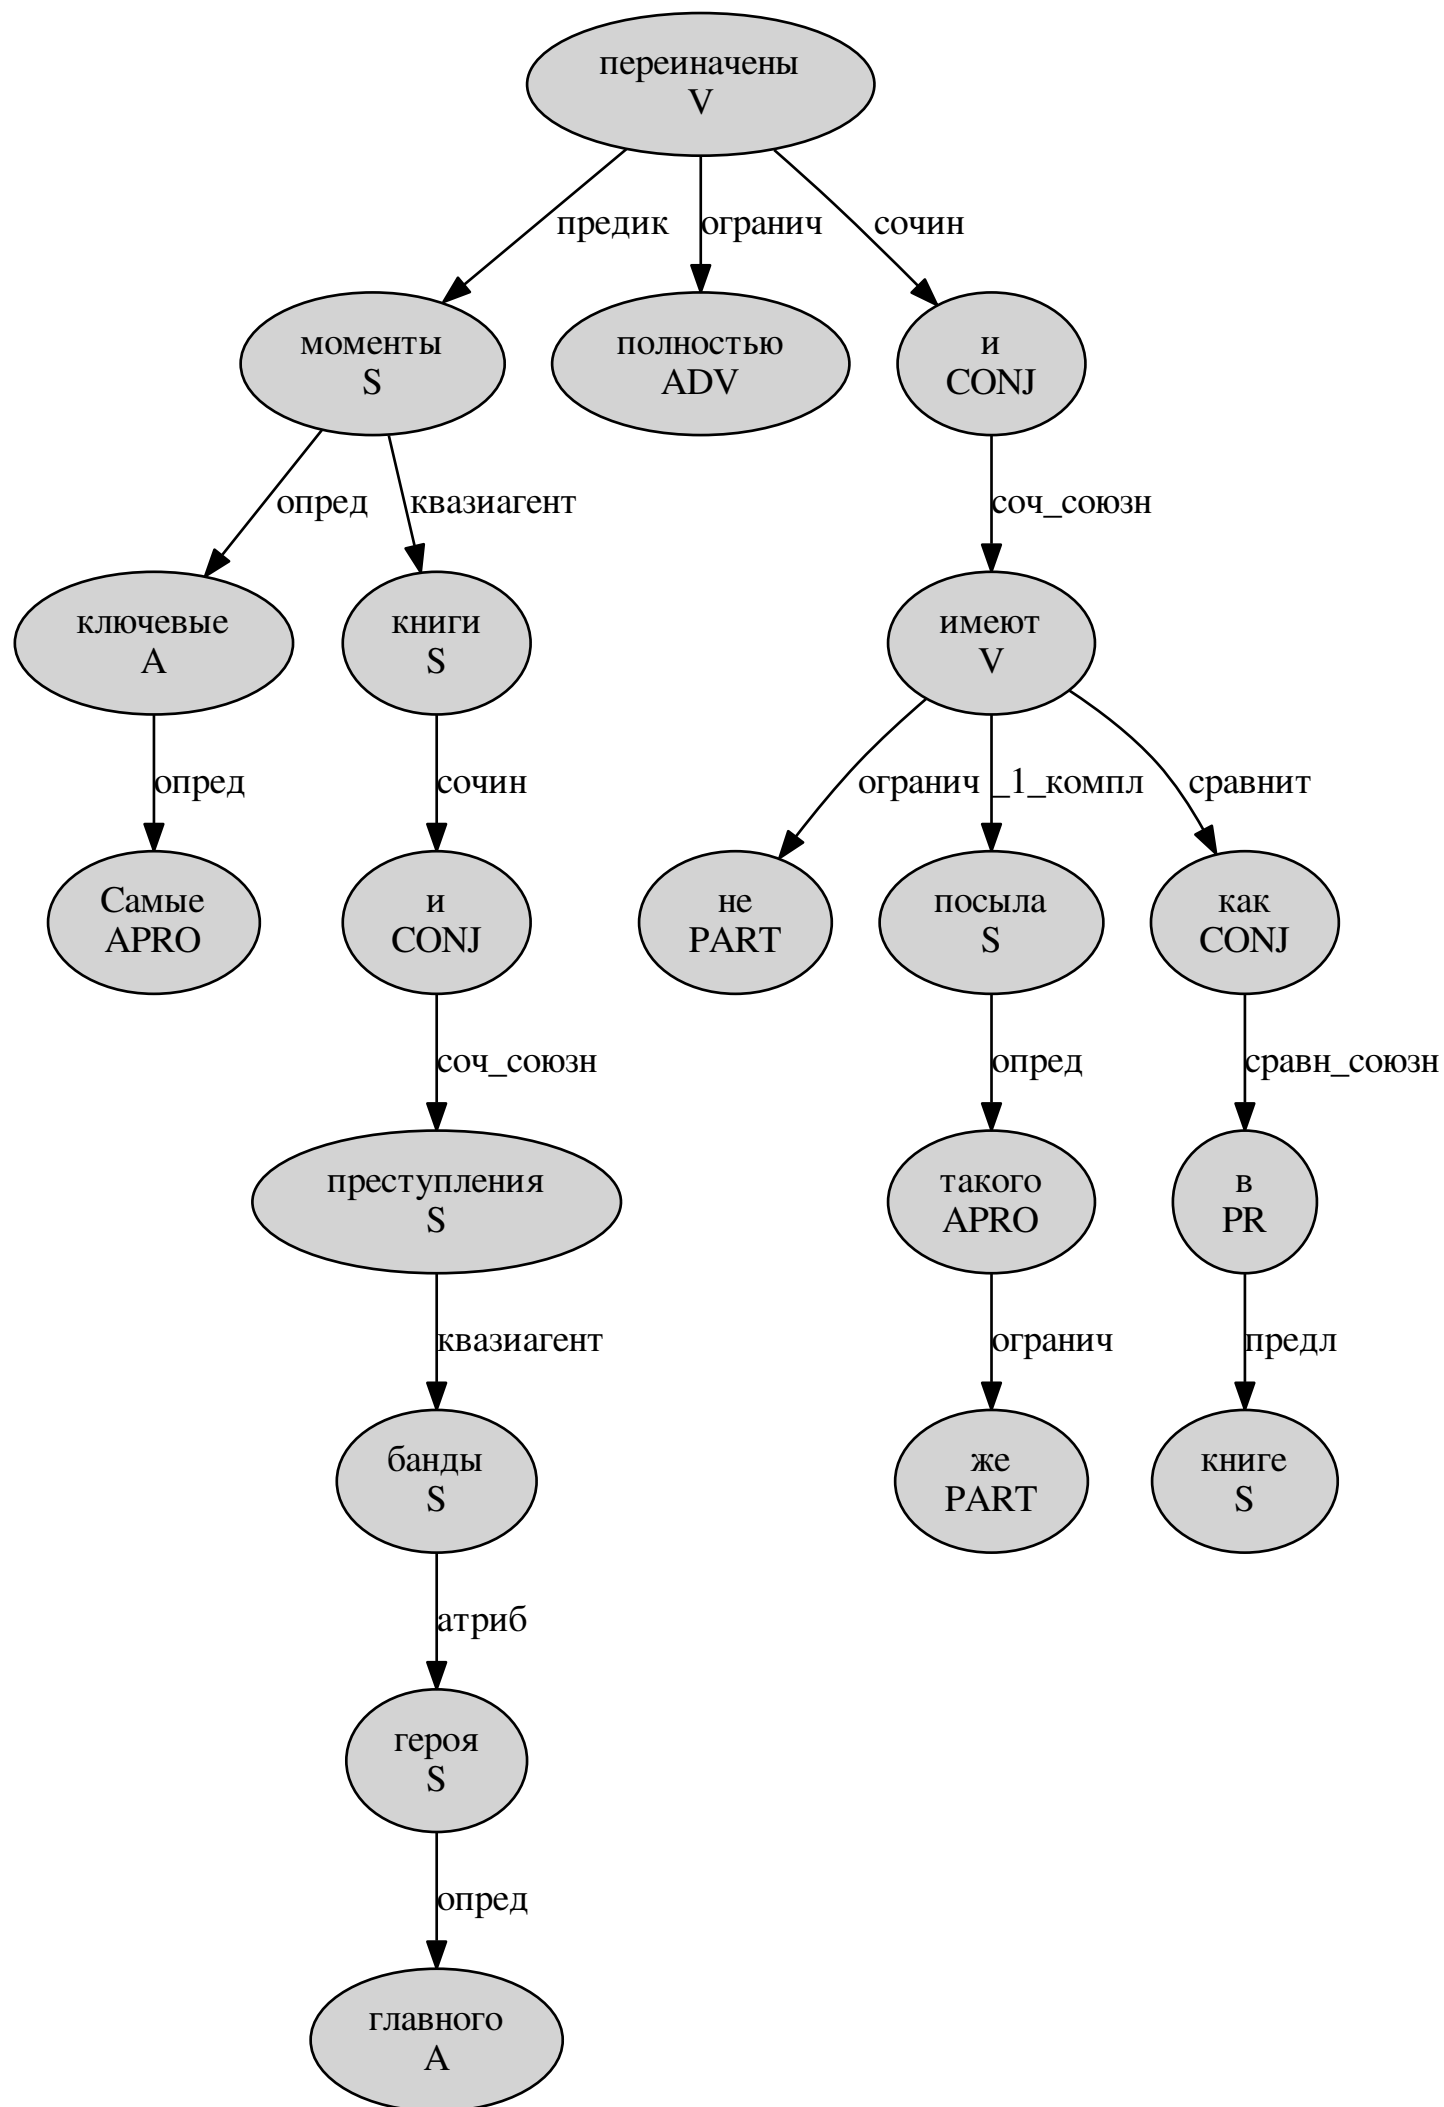 переиначены
V
предик
огранич
сочин
моменты
S
полностью
ADV
и
CONJ
опред
квазиагент
соч_союзн
ключевые
A
книги
S
имеют
V
опред
сочин
огранич
_1_компл
сравнит
Самые
APRO
и
CONJ
не
PART
посыла
S
как
CONJ
соч_союзн
опред
сравн_союзн
преступления
S
такого
APRO
в
PR
квазиагент
огранич
предл
банды
S
же
PART
книге
S
атриб
героя
S
опред
главного
A